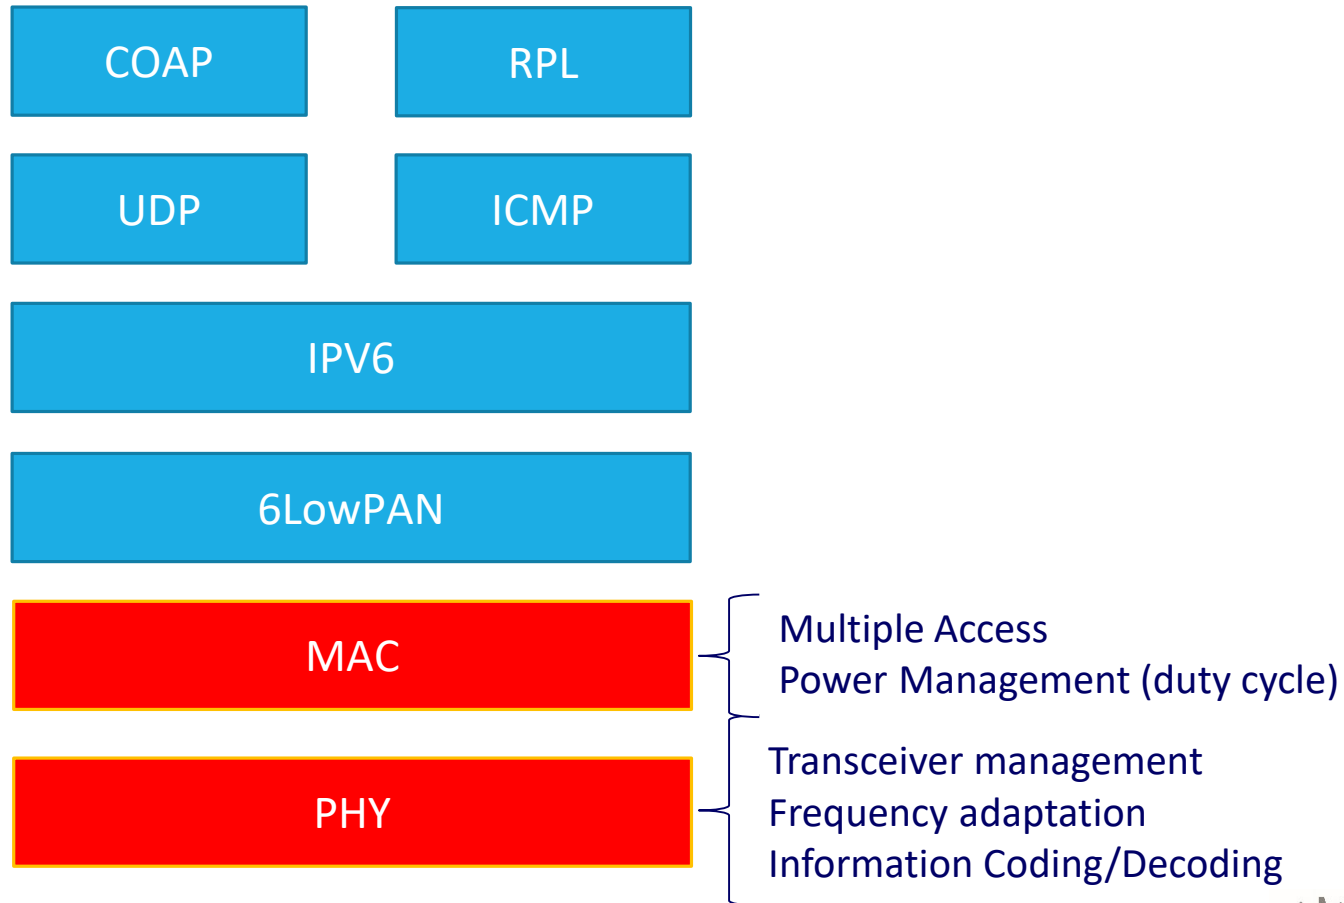 COAP
RPL
UDP
ICMP
IPV6
6LowPAN
MAC
Multiple Access
Power Management (duty cycle)
PHY
Transceiver management
Frequency adaptation
Information Coding/Decoding